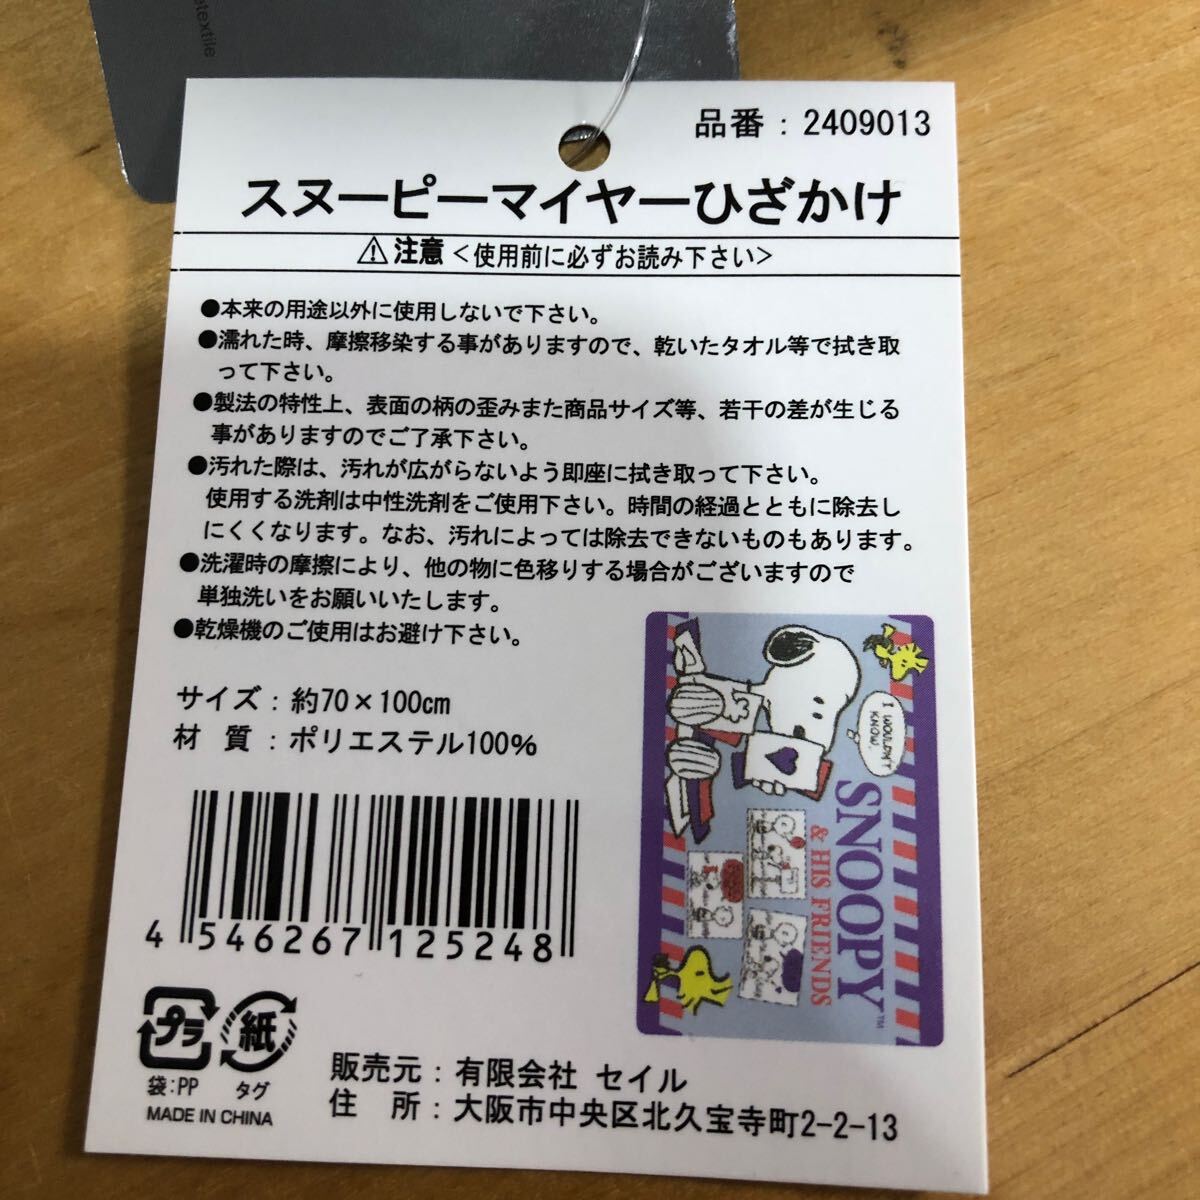 etextile
品番：2409013
スヌーピーマイヤーひざかけ
⚠注意＜使用前に必ずお読み下さい＞
●本来の用途以外に使用しないで下さい。
●濡れた時、摩擦移染する事がありますので、乾いたタオル等で拭き取
って下さい。
●製法の特性上、表面の柄の歪みまた商品サイズ等、若干の差が生じる
事がありますのでご了承下さい。
●汚れた際は、汚れが広がらないよう即座に拭き取って下さい。
使用する洗剤は中性洗剤をご使用下さい。時間の経過とともに除去し
にくくなります。なお、汚れによっては除去できないものもあります。
●洗濯時の摩擦により、他の物に色移りする場合がございますので
単独洗いをお願いいたします。
●乾燥機のご使用はお避け下さい。
サイズ：約70×100cm
材 質：ポリエステル100%
I WOULDN'T
KNOW.
SNOOPY™
& HIS FRIENDS
4 546267 125248
プラ
紙
袋:PP タグ
MADE IN CHINA
販売元：有限会社 セイル
住 所：大阪市中央区北久宝寺町2-2-13